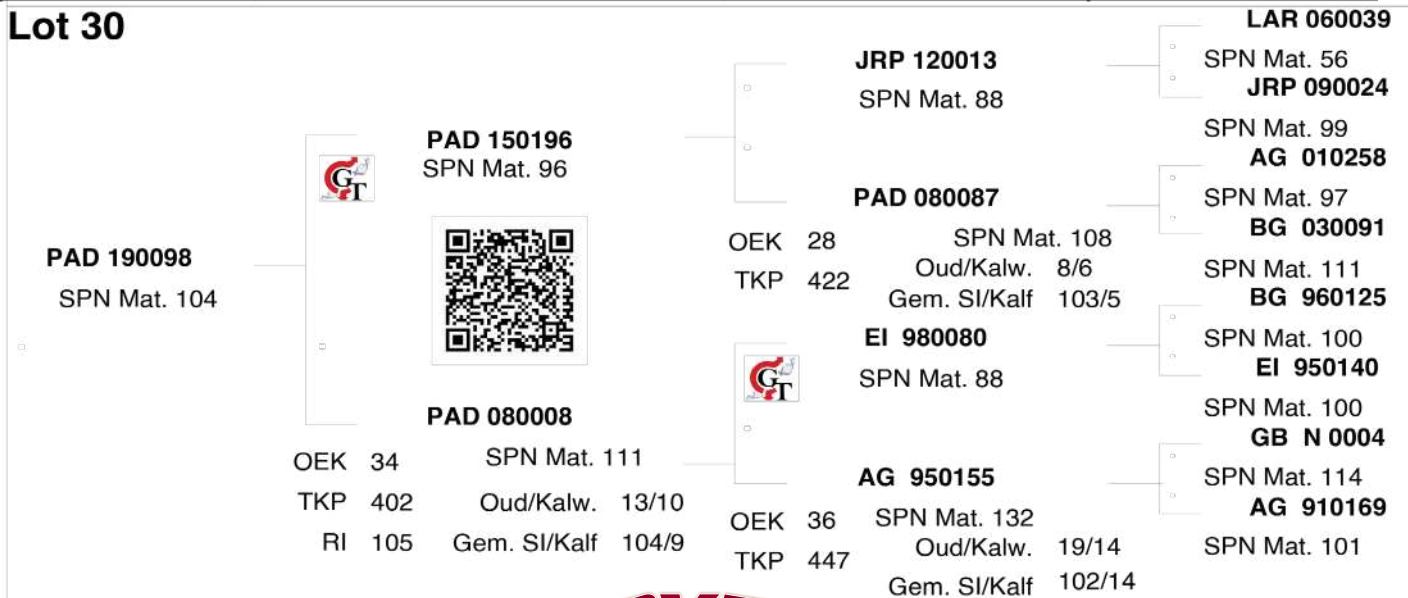 Lot 30
LAR 060039
JRP 120013
SPN Mat. 56
SPN Mat. 88
JRP 090024
PAD 150196
SPN Mat. 99
SPN Mat. 96
AG 010258
PAD 080087
SPN Mat. 97
OEK 28
SPN Mat. 108
BG 030091
PAD 190098
TKP 422
Oud/Kalw. 8/6
SPN Mat. 111
SPN Mat. 104
Gem. SI/Kalf 103/5
BG 960125
EI 980080
SPN Mat. 100
GT
SPN Mat. 88
EI 950140
GT
PAD 080008
SPN Mat. 100
OEK 34
SPN Mat. 111
GB N 0004
TKP 402
Oud/Kalw. 13/10
AG 950155
SPN Mat. 114
RI 105
Gem. SI/Kalf 104/9
OEK 36
SPN Mat. 132
AG 910169
TKP 447
Oud/Kalw. 19/14
SPN Mat. 101
Gem. SI/Kalf 102/14